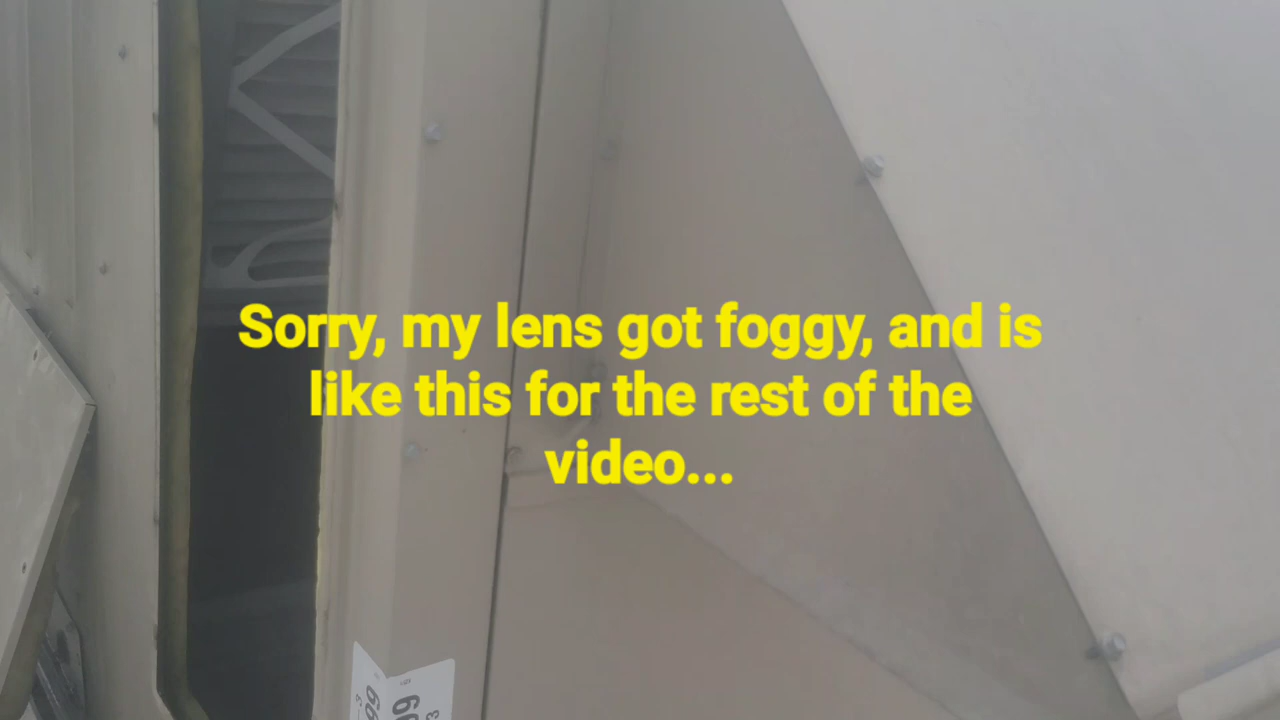 Sorry, my lens got foggy, and is
like this for the rest of the
video...